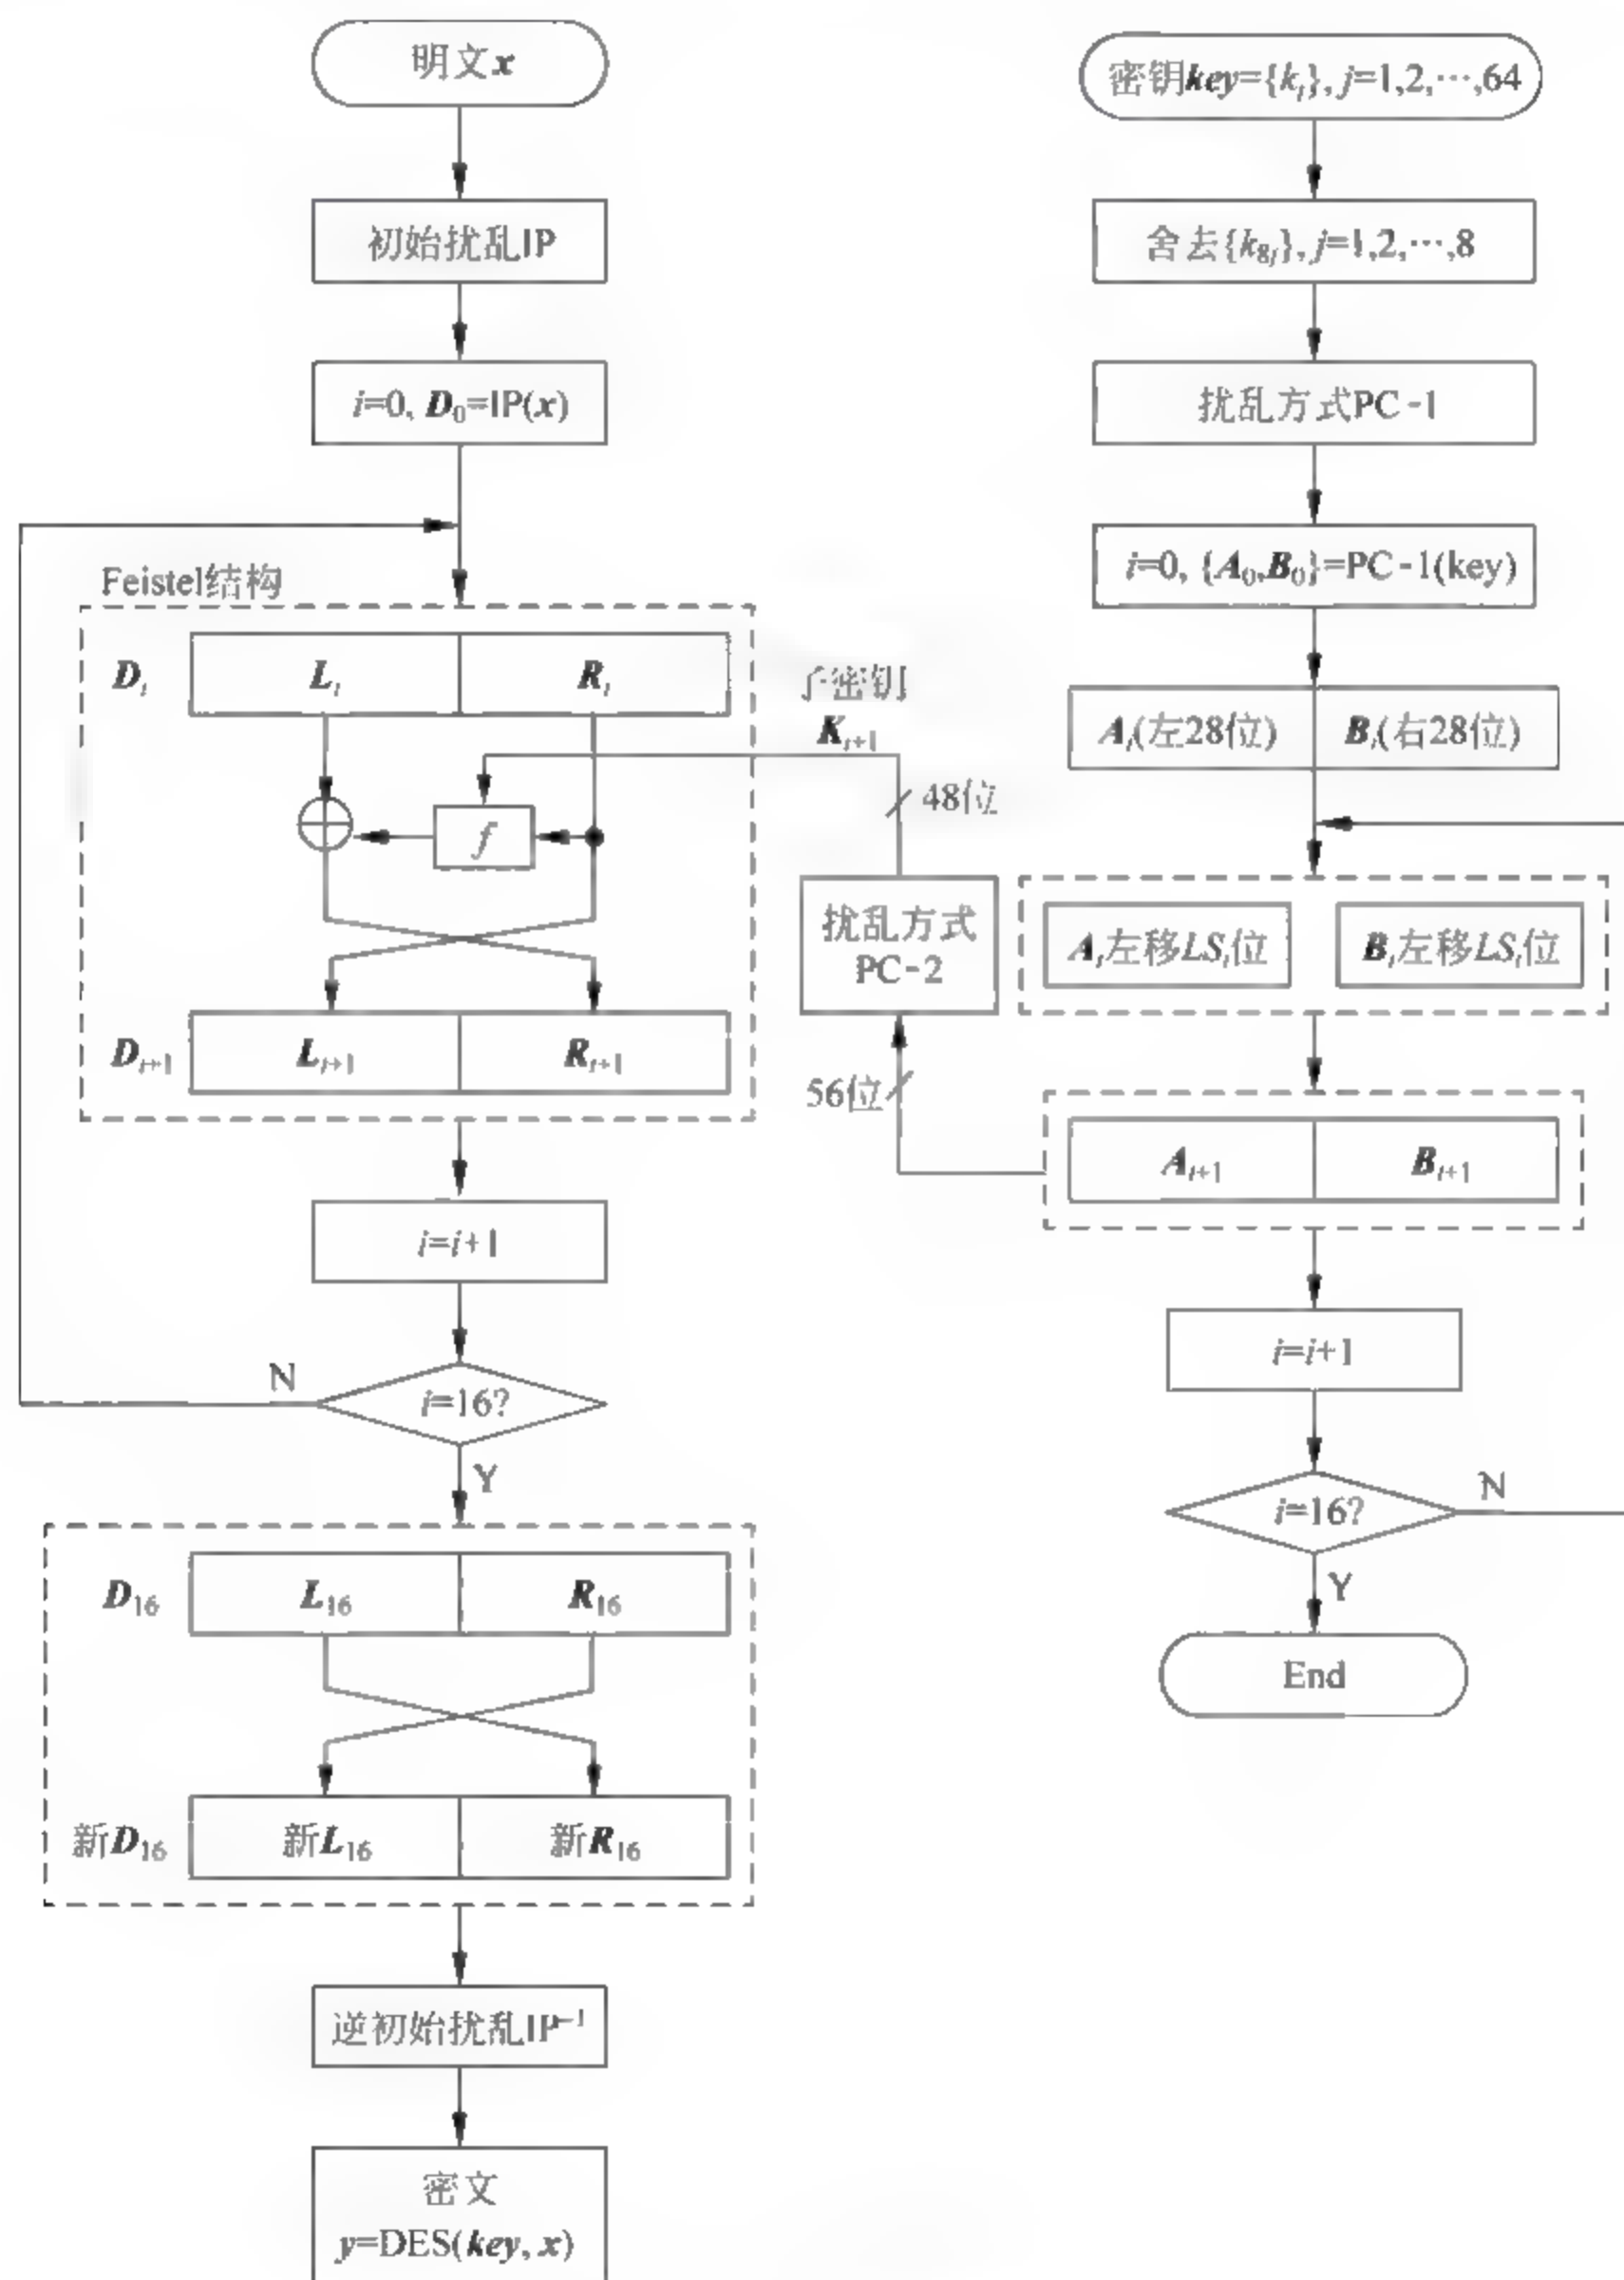 明文x
初始扰乱IP
i=0, D₀=IP(x)
Feistel结构
Dᵢ
Lᵢ
Rᵢ
f
Dᵢ₊₁
Lᵢ₊₁
Rᵢ₊₁
i=i+1
N
i=16?
Y
D₁₆
L₁₆
R₁₆
新D₁₆
新L₁₆
新R₁₆
逆初始扰乱IP⁻¹
密文
y=DES(key, x)
子密钥
Kᵢ₊₁
48位
扰乱方式
PC-2
56位
密钥key={kⱼ}, j=1,2,⋯,64
舍去{k₈ⱼ}, j=1,2,⋯,8
扰乱方式PC-1
i=0, {A₀,B₀}=PC-1(key)
Aᵢ(左28位)
Bᵢ(右28位)
Aᵢ左移LSᵢ位
Bᵢ左移LSᵢ位
Aᵢ₊₁
Bᵢ₊₁
i=i+1
i=16?
N
Y
End